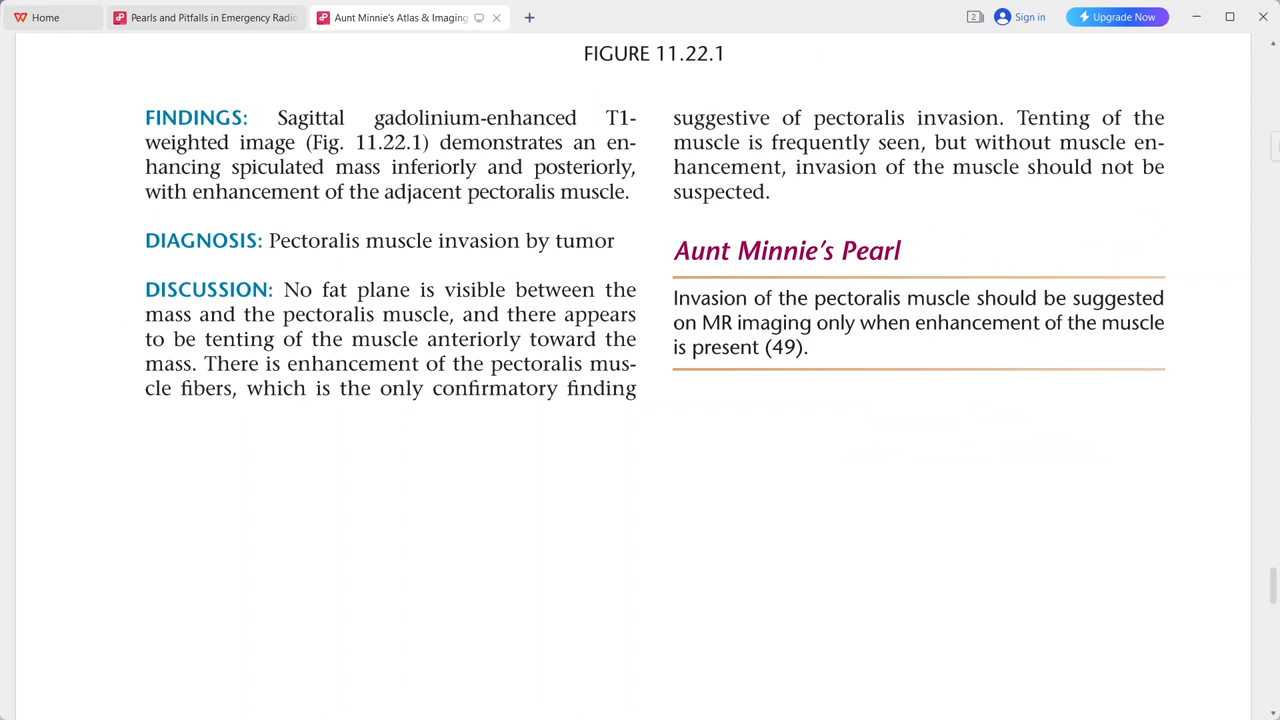 Home
Pearls and Pitfalls in Emergency Radio
Aunt Minnie's Atlas & Imaging
2
Sign in
Upgrade Now
FIGURE 11.22.1
FINDINGS: Sagittal gadolinium-enhanced T1-
weighted image (Fig. 11.22.1) demonstrates an en-
hancing spiculated mass inferiorly and posteriorly,
with enhancement of the adjacent pectoralis muscle.
DIAGNOSIS: Pectoralis muscle invasion by tumor
DISCUSSION: No fat plane is visible between the
mass and the pectoralis muscle, and there appears
to be tenting of the muscle anteriorly toward the
mass. There is enhancement of the pectoralis mus-
cle fibers, which is the only confirmatory finding
suggestive of pectoralis invasion. Tenting of the
muscle is frequently seen, but without muscle en-
hancement, invasion of the muscle should not be
suspected.
Aunt Minnie's Pearl
Invasion of the pectoralis muscle should be suggested
on MR imaging only when enhancement of the muscle
is present (49).